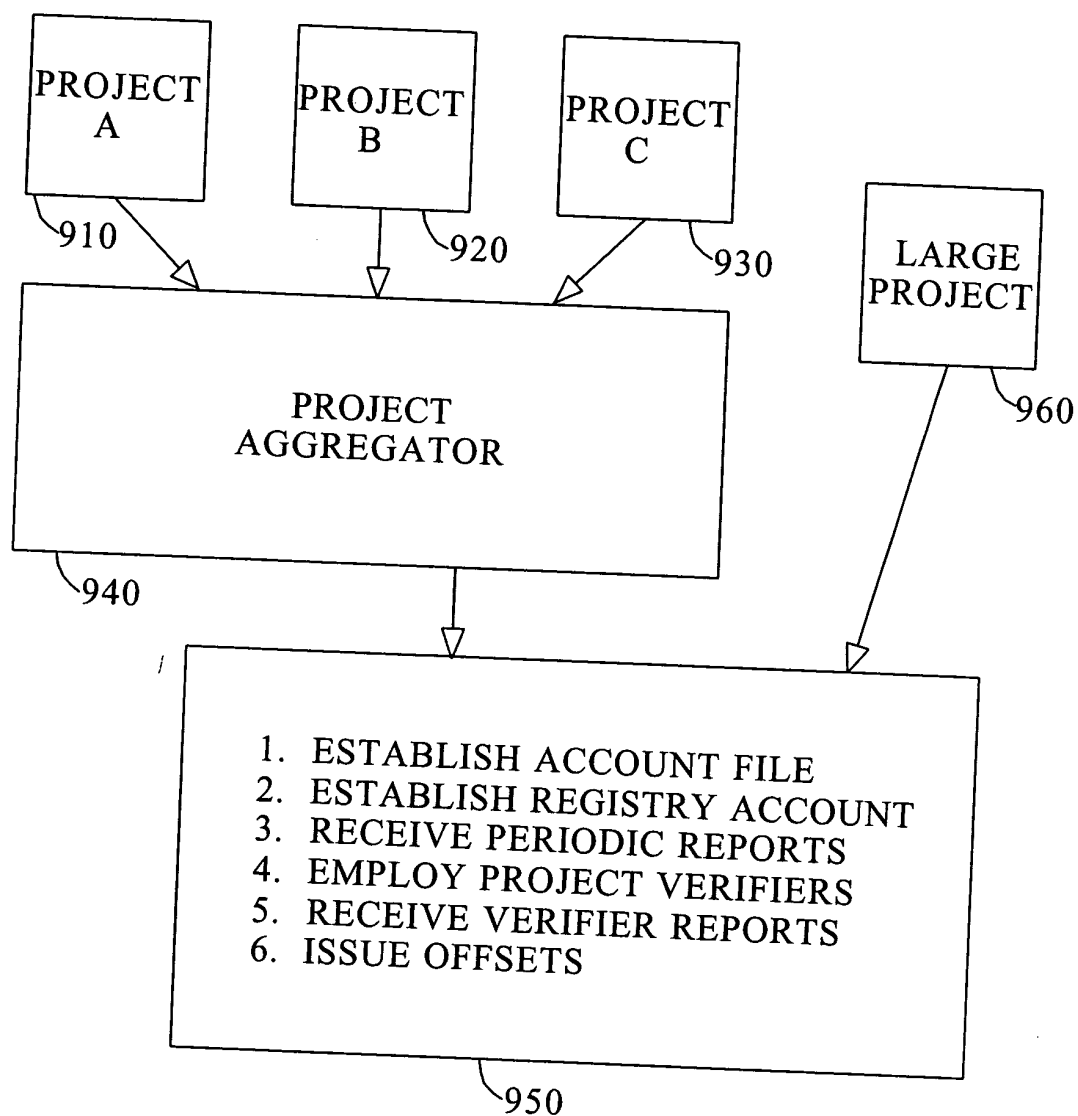 PROJECT
A
910
PROJECT
B
920
PROJECT
C
930
LARGE
PROJECT
960
PROJECT
AGGREGATOR
940
1. ESTABLISH ACCOUNT FILE
2. ESTABLISH REGISTRY ACCOUNT
3. RECEIVE PERIODIC REPORTS
4. EMPLOY PROJECT VERIFIERS
5. RECEIVE VERIFIER REPORTS
6. ISSUE OFFSETS
950